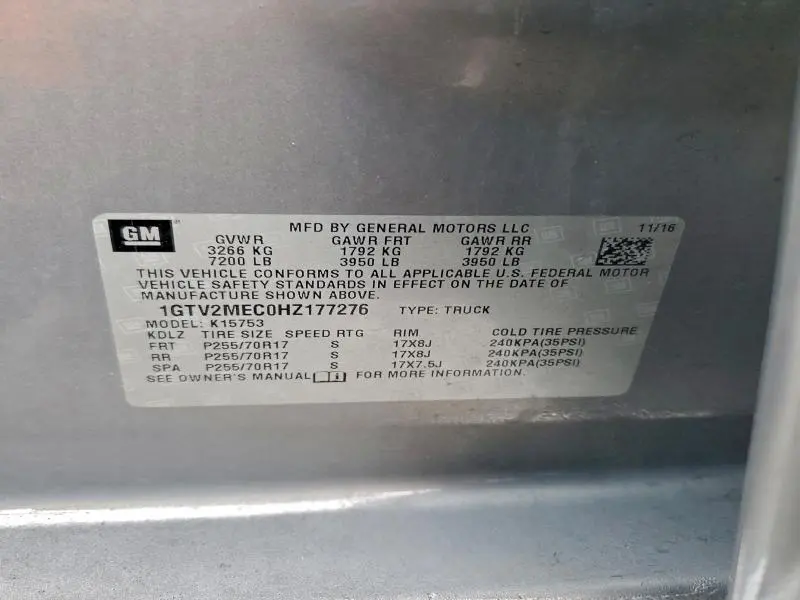 GM
MFD BY GENERAL MOTORS LLC 11/16
GVWR GAWR FRT GAWR RR
3266 KG 1792 KG 1792 KG
7200 LB 3950 LB 3950 LB
THIS VEHICLE CONFORMS TO ALL APPLICABLE U.S. FEDERAL MOTOR
VEHICLE SAFETY STANDARDS IN EFFECT ON THE DATE OF
MANUFACTURE SHOWN ABOVE.
1GTV2MEC0HZ177276 TYPE: TRUCK
MODEL: K15753
KDLZ TIRE SIZE SPEED RTG RIM COLD TIRE PRESSURE
FRT P255/70R17 S 17X8J 240KPA(35PSI)
RR P255/70R17 S 17X8J 240KPA(35PSI)
SPA P255/70R17 S 17X7.5J 240KPA(35PSI)
SEE OWNER'S MANUAL FOR MORE INFORMATION.